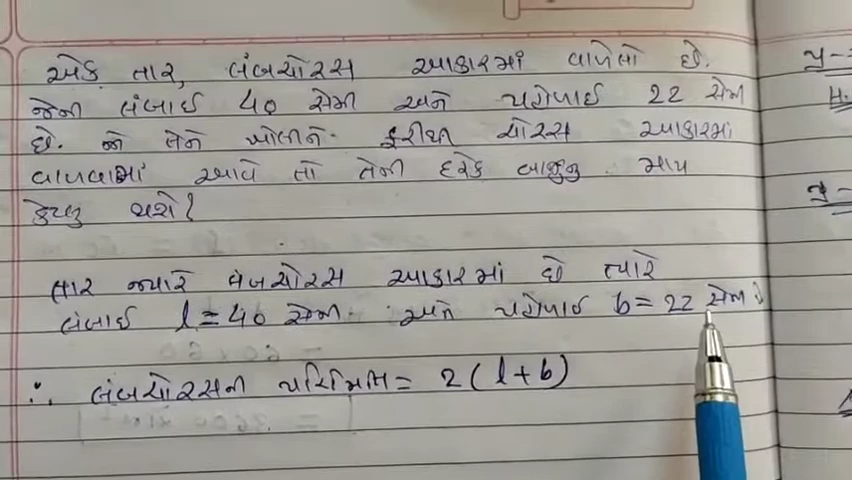 એક તાર, લંબચોરસ આકારમાં વાળેલો છે.
જેની લંબાઈ 40 સેમી અને પહોળાઈ 22 સેમી
છે. જો તેને ખોલીને ફરીથી ચોરસ આકારમાં
વાળવામાં આવે તો તેની દરેક બાજુનુ માપ
કેટલુ થશે?
તાર જ્યારે લંબચોરસ આકારમાં છે ત્યારે
લંબાઈ l = 40 સેમી અને પહોળાઈ b = 22 સેમી
∴ લંબચોરસની પરિમિતિ = 2 ( l + b )